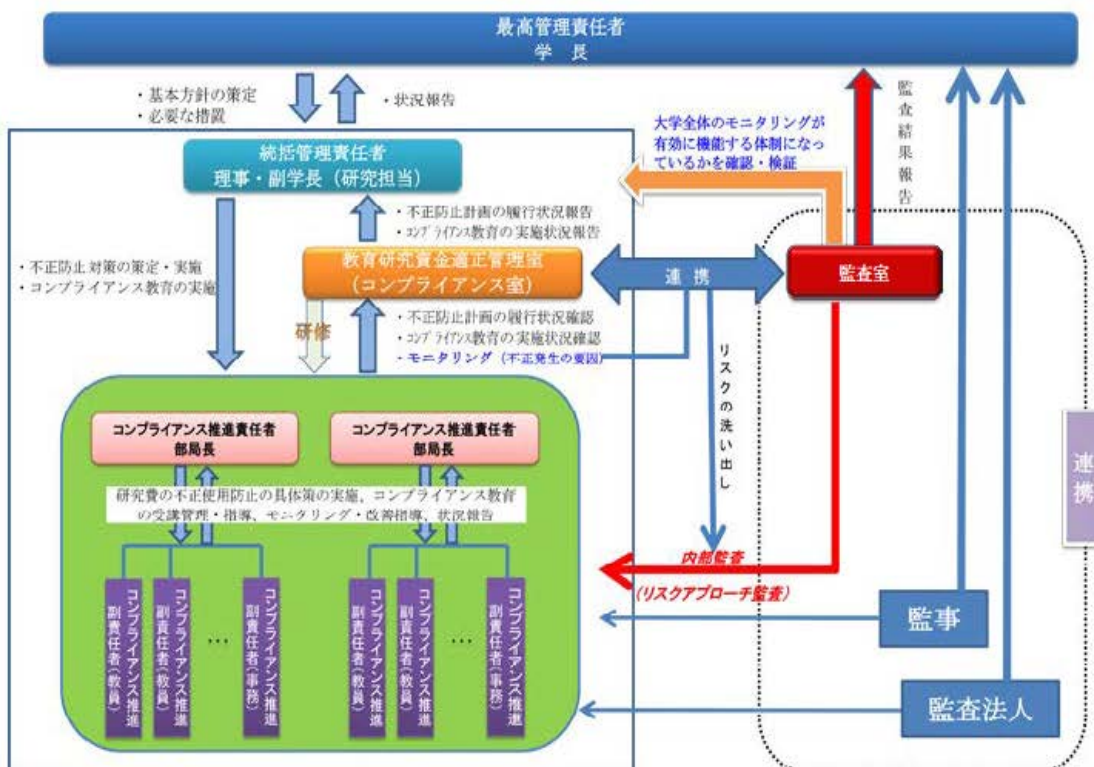 最高管理責任者
学 長
・基本方針の策定
・必要な措置
・状況報告
大学全体のモニタリングが
有効に機能する体制になっ
ているかを確認・検証
監査結果報告
統括管理責任者
理事・副学長（研究担当）
・不正防止計画の履行状況報告
・コンプライアンス教育の実施状況報告
・不正防止対策の策定・実施
・コンプライアンス教育の実施
教育研究資金適正管理室
（コンプライアンス室）
連 携
監査室
研修
・不正防止計画の履行状況確認
・コンプライアンス教育の実施状況確認
・モニタリング（不正発生の要因）
リスクの洗い出し
コンプライアンス推進責任者
部局長
コンプライアンス推進責任者
部局長
連携
研究費の不正使用防止の具体策の実施、コンプライアンス教育
の受講管理・指導、モニタリング・改善指導、状況報告
内部監査
(リスクアプローチ監査)
コンプライアンス推進
副責任者(教員)
コンプライアンス推進
副責任者(教員)
…
コンプライアンス推進
副責任者(事務)
コンプライアンス推進
副責任者(教員)
コンプライアンス推進
副責任者(教員)
…
コンプライアンス推進
副責任者(事務)
監事
監査法人